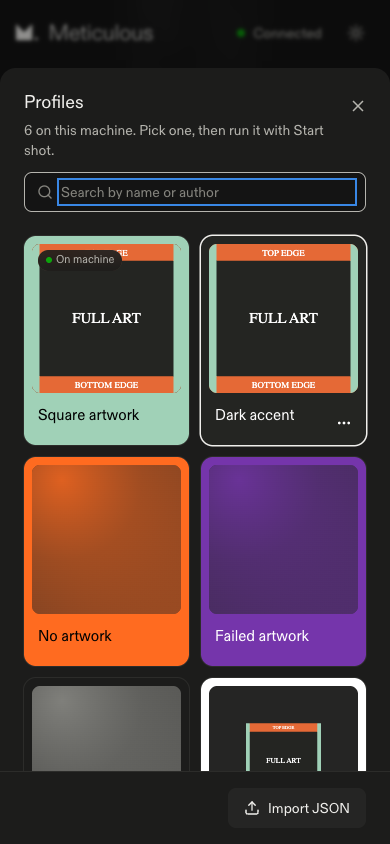 Meticulous
Connected
Profiles
6 on this machine. Pick one, then run it with Start
shot.
Search by name or author
On machine
GE
FULL ART
BOTTOM EDGE
Square artwork
TOP EDGE
FULL ART
BOTTOM EDGE
Dark accent
No artwork
Failed artwork
TOP EDGE
FULL ART
Import JSON